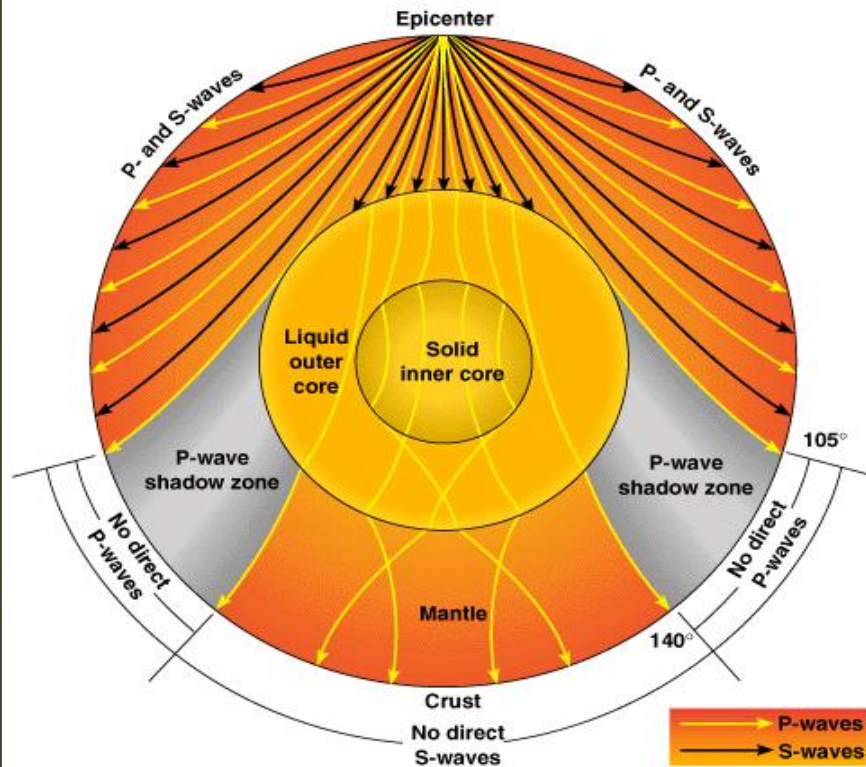 Epicenter
P- and S-waves
P- and S-waves
Liquid
outer
core
Solid
inner core
P-wave
shadow zone
P-wave
shadow zone
105°
No direct
P-waves
No direct
P-waves
Mantle
140°
Crust
No direct
S-waves
P-waves
S-waves